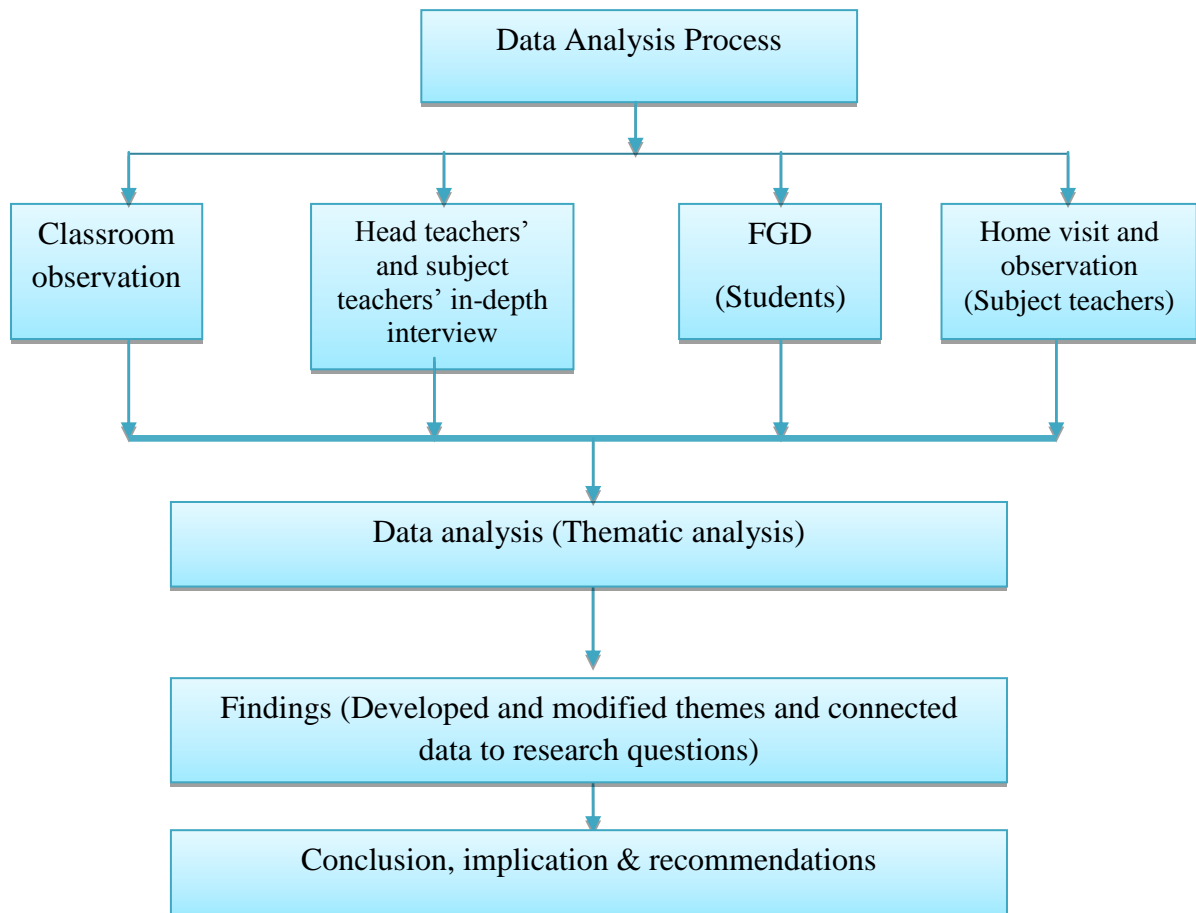 Data Analysis Process
Classroom
observation
Head teachers’
and subject
teachers’ in-depth
interview
FGD
(Students)
Home visit and
observation
(Subject teachers)
Data analysis (Thematic analysis)
Findings (Developed and modified themes and connected
data to research questions)
Conclusion, implication & recommendations